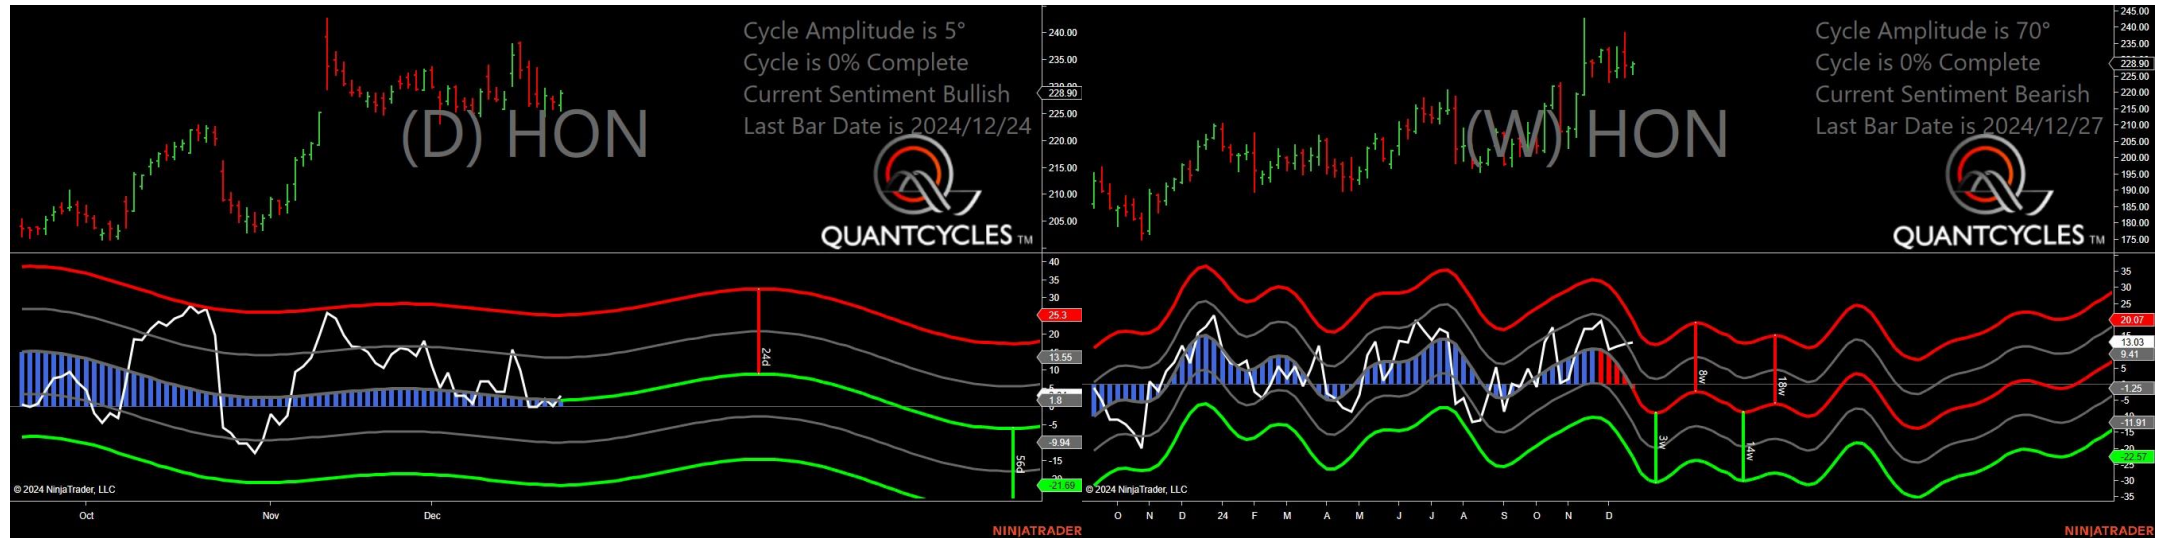 Cycle Amplitude is 5°
Cycle is 0% Complete
Current Sentiment Bullish
Last Bar Date is 2024/12/24
(D) HON
QUANTCYCLES TM
240.00
235.00
228.90
225.00
220.00
215.00
210.00
205.00
40
35
30
25.3
20
13.55
10
5
1.8
0
-5
-9.94
-15
-21.69
24d
56d
© 2024 NinjaTrader, LLC
Oct
Nov
Dec
NINJATRADER
Cycle Amplitude is 70°
Cycle is 0% Complete
Current Sentiment Bearish
Last Bar Date is 2024/12/27
(W) HON
QUANTCYCLES TM
245.00
240.00
235.00
228.90
225.00
220.00
215.00
210.00
205.00
200.00
195.00
190.00
185.00
180.00
175.00
35
30
25
20.07
15
13.03
9.41
5
-1.25
-5
-11.91
-15
-20
-22.57
-25
-30
-35
3w
8w
14w
18w
© 2024 NinjaTrader, LLC
O
N
D
24
F
M
A
M
J
J
A
S
O
N
D
NINJATRADER